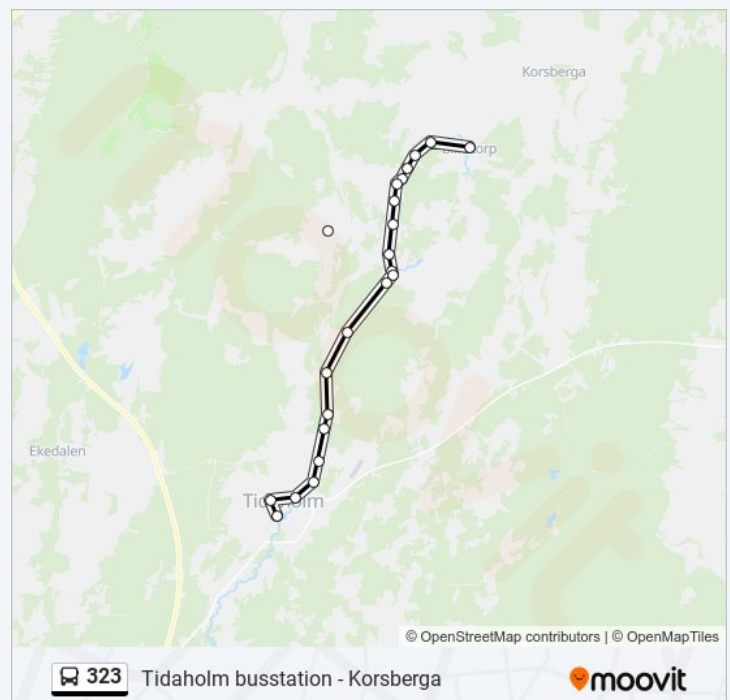 Korsberga
Ekedalen
Tidaholm
© OpenStreetMap contributors | © OpenMapTiles
323 Tidaholm busstation - Korsberga
moovit